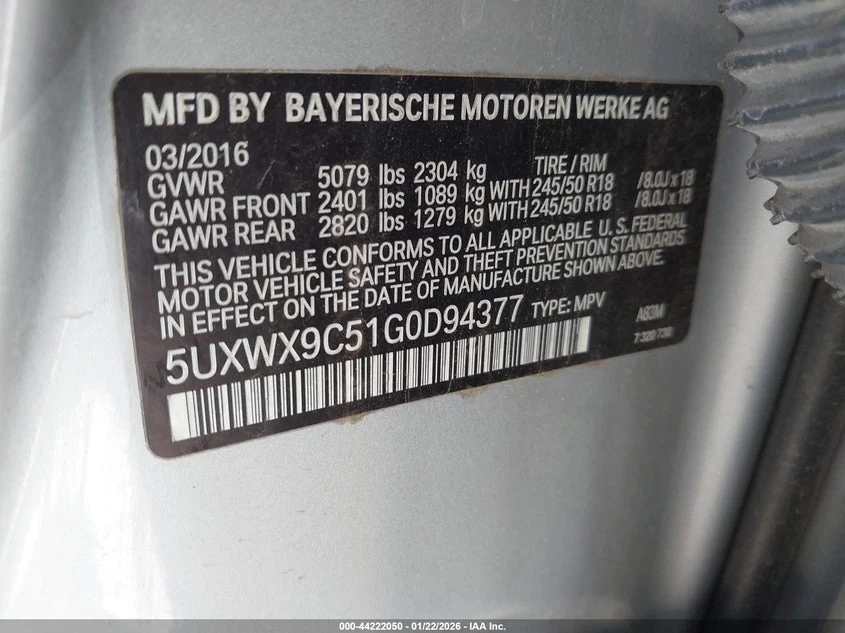 MFD BY BAYERISCHE MOTOREN WERKE AG
03/2016 TIRE / RIM
GVWR 5079 lbs 2304 kg
GAWR FRONT 2401 lbs 1089 kg WITH 245/50 R18 /8.0J x 18
GAWR REAR 2820 lbs 1279 kg WITH 245/50 R18 /8.0J x 18
THIS VEHICLE CONFORMS TO ALL APPLICABLE U.S. FEDERAL
MOTOR VEHICLE SAFETY AND THEFT PREVENTION STANDARDS
IN EFFECT ON THE DATE OF MANUFACTURE SHOWN ABOVE.
5UXWX9C51G0D94377 TYPE: MPV A83M
7 320 730
000-44222050 - 01/22/2026 - IAA Inc.